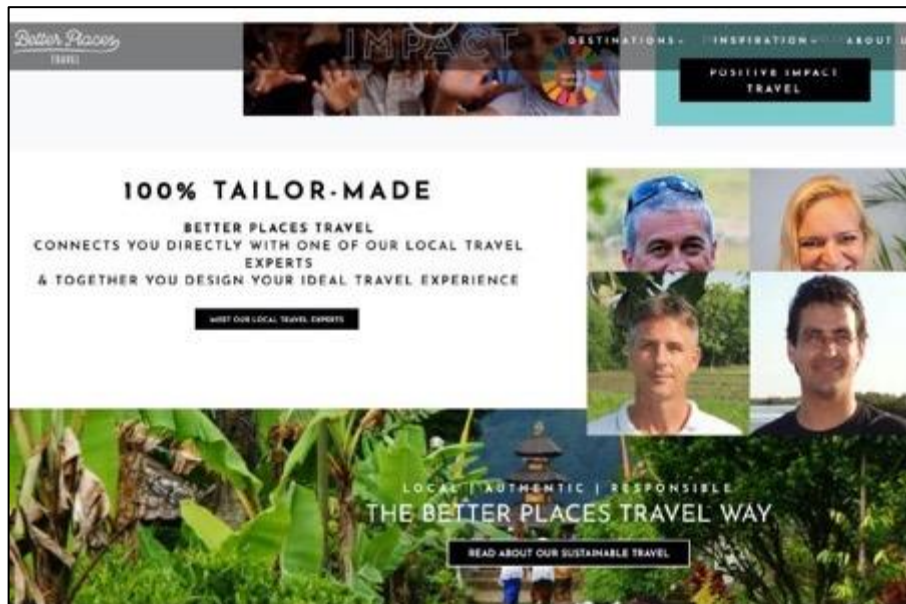 Better Places
TRAVEL
IMPACT
DESTINATIONS
INSPIRATION
ABOUT U
POSITIVE IMPACT
TRAVEL
100% TAILOR-MADE
BETTER PLACES TRAVEL
CONNECTS YOU DIRECTLY WITH ONE OF OUR LOCAL TRAVEL
EXPERTS
& TOGETHER YOU DESIGN YOUR IDEAL TRAVEL EXPERIENCE
MEET OUR LOCAL TRAVEL EXPERTS
LOCAL | AUTHENTIC | RESPONSIBLE
THE BETTER PLACES TRAVEL WAY
READ ABOUT OUR SUSTAINABLE TRAVEL